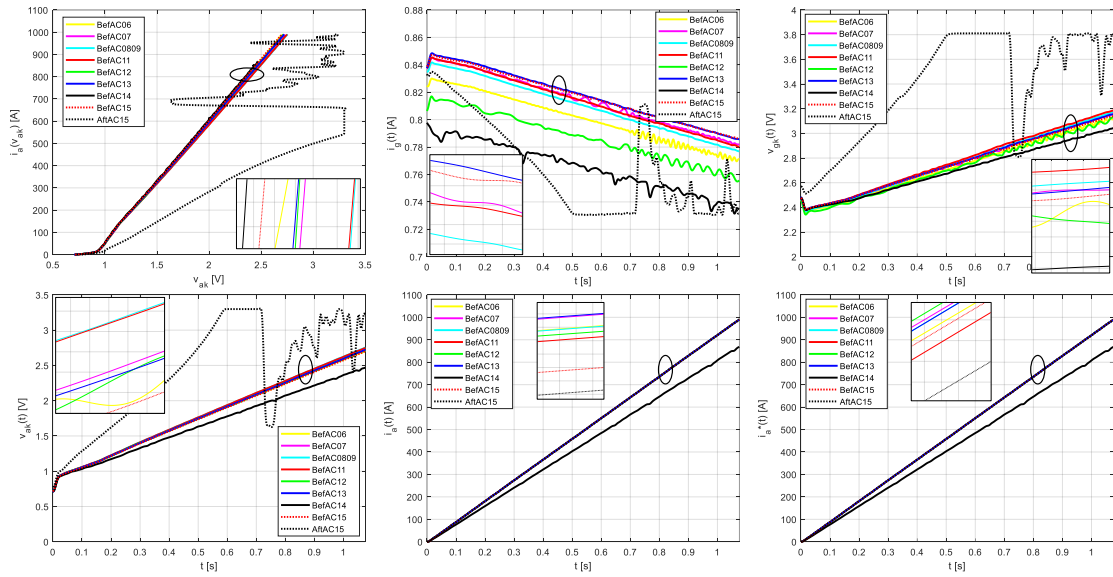 1100
1000
900
800
700
600
500
400
300
200
100
0
i_a(v_ak) [A]
BefAC06
BefAC07
BefAC0809
BefAC11
BefAC12
BefAC13
BefAC14
BefAC15
AftAC15
0.5 1 1.5 2 2.5 3 3.5
v_ak [V]
0.88
0.86
0.84
0.82
0.8
0.78
0.76
0.74
0.72
0.7
i_g(t) [A]
BefAC06
BefAC07
BefAC0809
BefAC11
BefAC12
BefAC13
BefAC14
BefAC15
AftAC15
0 0.1 0.2 0.3 0.4 0.5 0.6 0.7 0.8 0.9 1
t [s]
4
3.8
3.6
3.4
3.2
3
2.8
2.6
2.4
2.2
2
v_gk(t) [V]
BefAC06
BefAC07
BefAC0809
BefAC11
BefAC12
BefAC13
BefAC14
BefAC15
AftAC15
0 0.1 0.2 0.3 0.4 0.5 0.6 0.7 0.8 0.9 1
t [s]
3.5
3
2.5
2
1.5
1
0.5
0
v_ak(t) [V]
BefAC06
BefAC07
BefAC0809
BefAC11
BefAC12
BefAC13
BefAC14
BefAC15
AftAC15
0 0.1 0.2 0.3 0.4 0.5 0.6 0.7 0.8 0.9 1
t [s]
1100
1000
900
800
700
600
500
400
300
200
100
0
i_a(t) [A]
BefAC06
BefAC07
BefAC0809
BefAC11
BefAC12
BefAC13
BefAC14
BefAC15
AftAC15
0 0.1 0.2 0.3 0.4 0.5 0.6 0.7 0.8 0.9 1
t [s]
1100
1000
900
800
700
600
500
400
300
200
100
0
i_a*(t) [A]
BefAC06
BefAC07
BefAC0809
BefAC11
BefAC12
BefAC13
BefAC14
BefAC15
AftAC15
0 0.1 0.2 0.3 0.4 0.5 0.6 0.7 0.8 0.9 1
t [s]